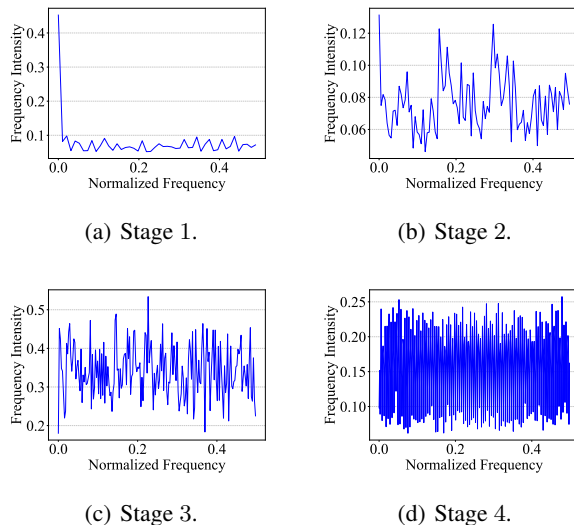 Frequency Intensity
0.4
0.3
0.2
0.1
0.0 0.2 0.4
Normalized Frequency
(a) Stage 1.
Frequency Intensity
0.12
0.10
0.08
0.06
0.0 0.2 0.4
Normalized Frequency
(b) Stage 2.
Frequency Intensity
0.5
0.4
0.3
0.2
0.0 0.2 0.4
Normalized Frequency
(c) Stage 3.
Frequency Intensity
0.25
0.20
0.15
0.10
0.0 0.2 0.4
Normalized Frequency
(d) Stage 4.